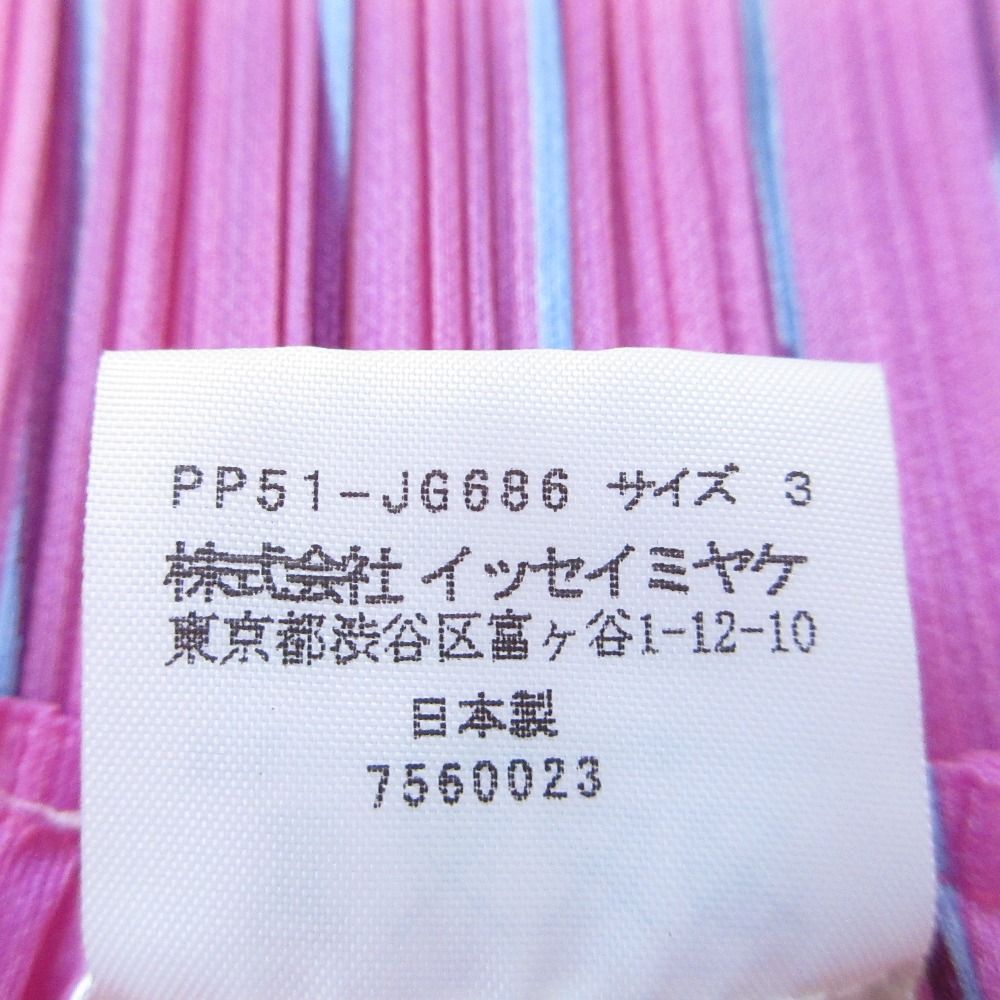 PP51-JG686 サイズ 3
株式会社 イッセイミヤケ
東京都渋谷区富ヶ谷1-12-10
日本製
7560023